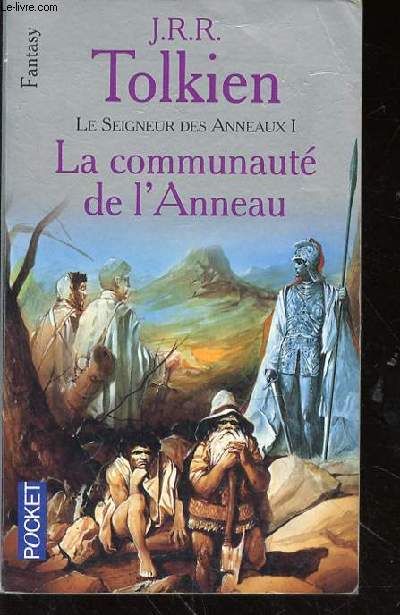 Fantasy
J.R.R.
Tolkien
LE SEIGNEUR DES ANNEAUX I
La communauté
de l'Anneau
POCKET
© le-livre.com